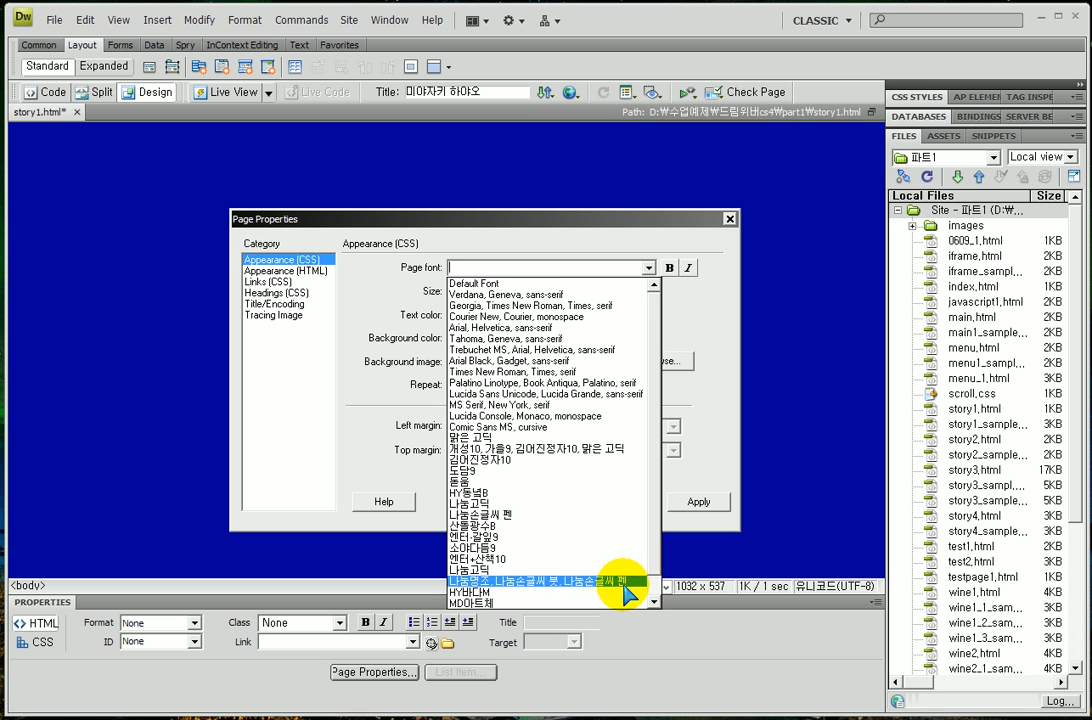 Dw File Edit View Insert Modify Format Commands Site Window Help CLASSIC
Common Layout Forms Data Spry InContext Editing Text Favorites
Standard Expanded
Code Split Design Live View Live Code Title: 미야자키 하야오 Check Page
story1.html* Path: D:₩수업예제₩드림위버cs4₩part1₩story1.html
CSS STYLES AP ELEMEN TAG INSPE
DATABASES BINDINGS SERVER BE
FILES ASSETS SNIPPETS
파트1 Local view
Local Files Size
Site - 파트1 (D:₩...
images
0609_1.html 1KB
iframe.html 2KB
iframe_sampl... 2KB
index.html 1KB
javascript1.html 2KB
main.html 2KB
main1_sample... 2KB
menu.html 2KB
menu1_sample... 2KB
menu_1.html 3KB
scroll.css 1KB
story1.html 1KB
story1_sample... 3KB
story2.html 2KB
story2_sample... 2KB
story3.html 17KB
story3_sampl... 5KB
story3_sample... 5KB
story4.html 3KB
story4_sample... 3KB
test1.html 1KB
test2.html 1KB
testpage1.html 1KB
wine1.html 4KB
wine1_1_sam... 3KB
wine1_2_sam... 3KB
wine1_3_sam... 3KB
wine2.html 4KB
wine2_1_sam... 4KB
Log...
Page Properties
Category
Appearance (CSS)
Appearance (HTML)
Links (CSS)
Headings (CSS)
Title/Encoding
Tracing Image
Appearance (CSS)
Page font: B I
Size:
Text color:
Background color:
Background image:
Repeat:
Left margin:
Top margin:
Default Font
Verdana, Geneva, sans-serif
Georgia, Times New Roman, Times, serif
Courier New, Courier, monospace
Arial, Helvetica, sans-serif
Tahoma, Geneva, sans-serif
Trebuchet MS, Arial, Helvetica, sans-serif
Arial Black, Gadget, sans-serif
Times New Roman, Times, serif
Palatino Linotype, Book Antiqua, Palatino, serif
Lucida Sans Unicode, Lucida Grande, sans-serif
MS Serif, New York, serif
Lucida Console, Monaco, monospace
Comic Sans MS, cursive
맑은 고딕
개성10, 가을9, 김어진정자10, 맑은 고딕
김어진정자10
도담9
돋움
HY동녘B
나눔고딕
나눔손글씨 펜
산돌광수B
엔터-갈잎9
소야다듬9
엔터+산책10
나눔고딕
나눔명조, 나눔손글씨 붓, 나눔손글씨 펜
HY바다M
MD아트체
Help Apply
<body> 1032 x 537 1K / 1 sec 유니코드(UTF-8)
PROPERTIES
HTML Format None Class None B I Title
CSS ID None Link Target
Page Properties... List Item...